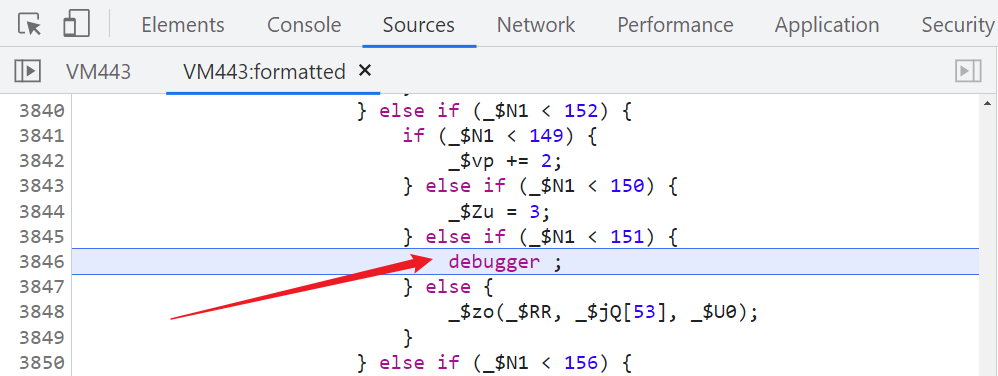 Elements Console Sources Network Performance Application Security
VM443 VM443:formatted ×
3840 } else if (_$N1 < 152) {
3841 if (_$N1 < 149) {
3842 _$vp += 2;
3843 } else if (_$N1 < 150) {
3844 _$Zu = 3;
3845 } else if (_$N1 < 151) {
3846 debugger ;
3847 } else {
3848 _$zo(_$RR, _$jQ[53], _$U0);
3849 }
3850 } else if (_$N1 < 156) {